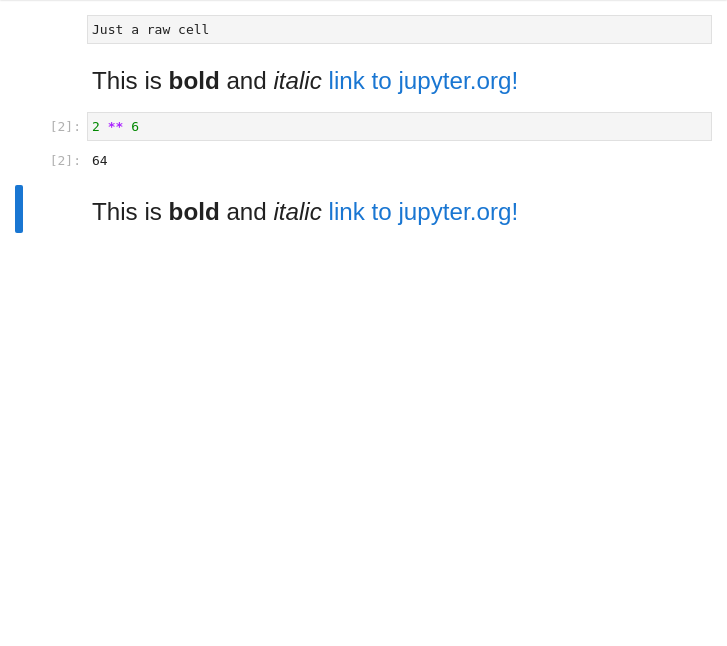 Just a raw cell
This is bold and italic link to jupyter.org!
[2]: 2 ** 6
[2]: 64
This is bold and italic link to jupyter.org!